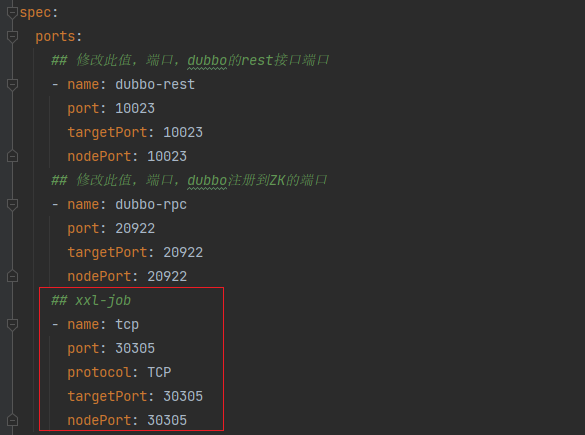 spec:
ports:
## 修改此值，端口，dubbo的rest接口端口
- name: dubbo-rest
port: 10023
targetPort: 10023
nodePort: 10023
## 修改此值，端口，dubbo注册到ZK的端口
- name: dubbo-rpc
port: 20922
targetPort: 20922
nodePort: 20922
## xxl-job
- name: tcp
port: 30305
protocol: TCP
targetPort: 30305
nodePort: 30305